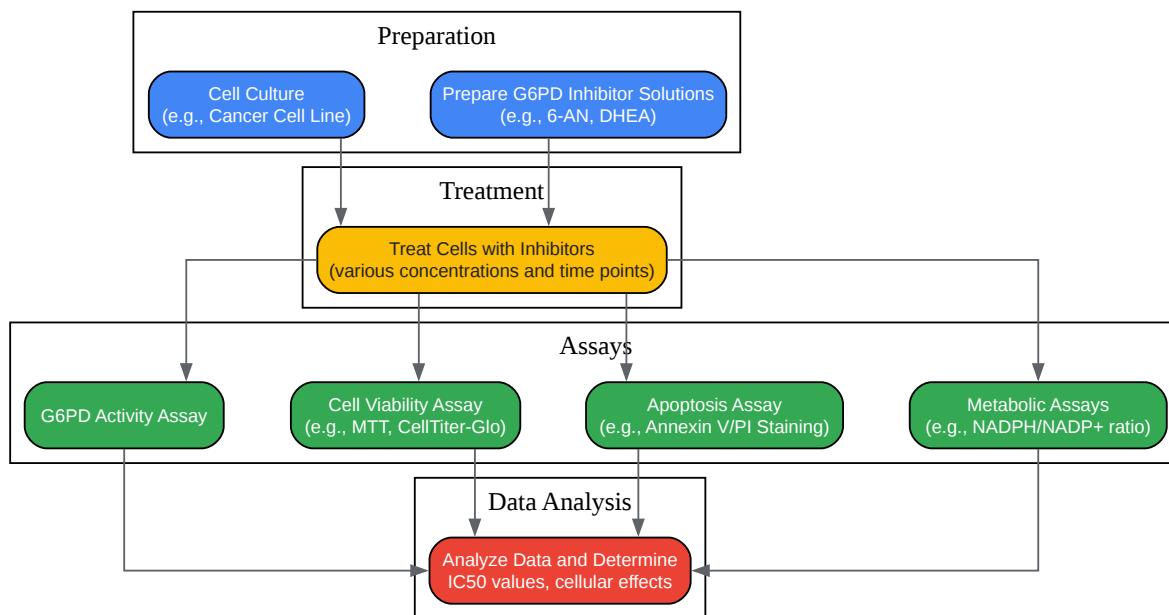 Preparation
Cell Culture
(e.g., Cancer Cell Line)
Prepare G6PD Inhibitor Solutions
(e.g., 6-AN, DHEA)
Treatment
Treat Cells with Inhibitors
(various concentrations and time points)
Assays
G6PD Activity Assay
Cell Viability Assay
(e.g., MTT, CellTiter-Glo)
Apoptosis Assay
(e.g., Annexin V/PI Staining)
Metabolic Assays
(e.g., NADPH/NADP+ ratio)
Data Analysis
Analyze Data and Determine
IC50 values, cellular effects